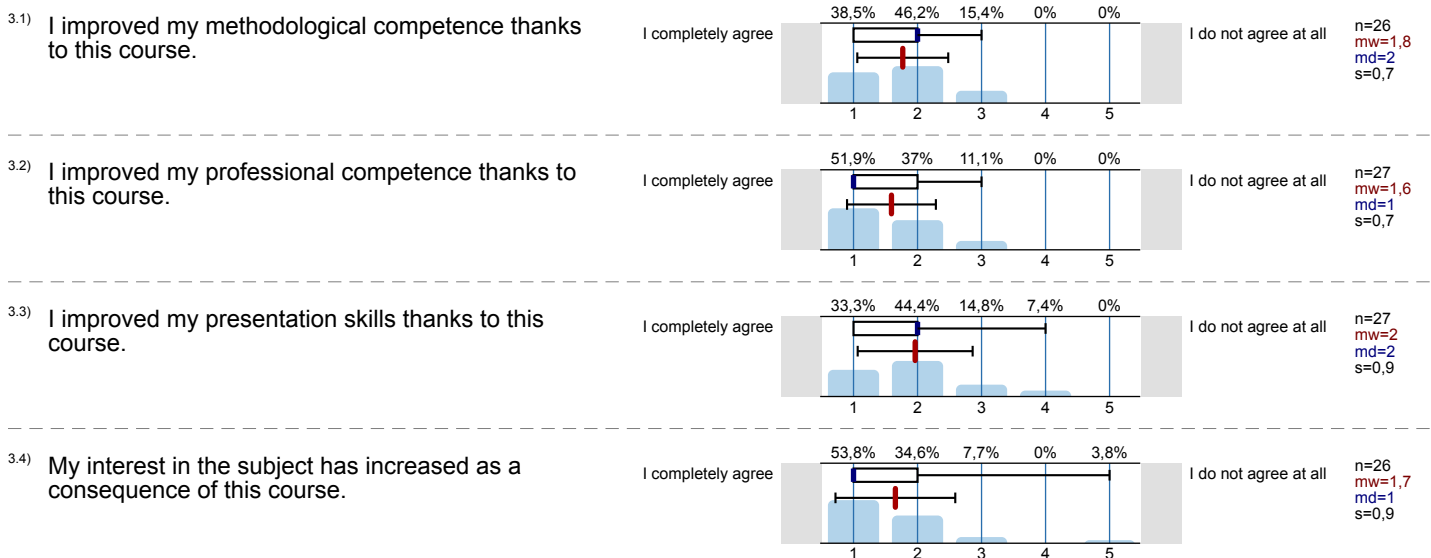 3.1) I improved my methodological competence thanks
to this course.
I completely agree
38,5% 46,2% 15,4% 0% 0%
1 2 3 4 5
I do not agree at all
n=26
mw=1,8
md=2
s=0,7
3.2) I improved my professional competence thanks to
this course.
I completely agree
51,9% 37% 11,1% 0% 0%
1 2 3 4 5
I do not agree at all
n=27
mw=1,6
md=1
s=0,7
3.3) I improved my presentation skills thanks to this
course.
I completely agree
33,3% 44,4% 14,8% 7,4% 0%
1 2 3 4 5
I do not agree at all
n=27
mw=2
md=2
s=0,9
3.4) My interest in the subject has increased as a
consequence of this course.
I completely agree
53,8% 34,6% 7,7% 0% 3,8%
1 2 3 4 5
I do not agree at all
n=26
mw=1,7
md=1
s=0,9